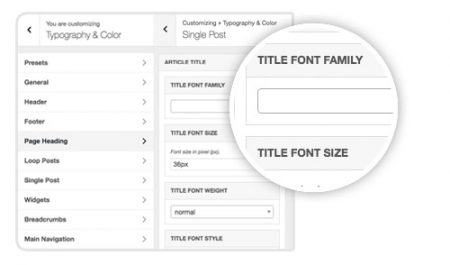 You are customizing
Typography & Color
Presets
General
Header
Footer
Page Heading
Loop Posts
Single Post
Widgets
Breadcrumbs
Main Navigation
Customizing ▸ Typography & Color
Single Post
ARTICLE TITLE
TITLE FONT FAMILY
TITLE FONT SIZE
Font size in pixel (px).
36px
TITLE FONT WEIGHT
normal
TITLE FONT STYLE
TITLE FONT FAMILY
TITLE FONT SIZE